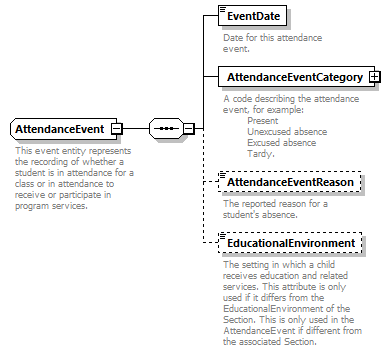 EventDate
Date for this attendance
event.
AttendanceEventCategory
A code describing the attendance
event, for example:
Present
Unexcused absence
Excused absence
Tardy.
AttendanceEvent
This event entity represents
the recording of whether a
student is in attendance for a
class or in attendance to
receive or participate in
program services.
AttendanceEventReason
The reported reason for a
student's absence.
EducationalEnvironment
The setting in which a child
receives education and related
services. This attribute is only
used if it differs from the
EducationalEnvironment of the
Section. This is only used in the
AttendanceEvent if different from
the associated Section.